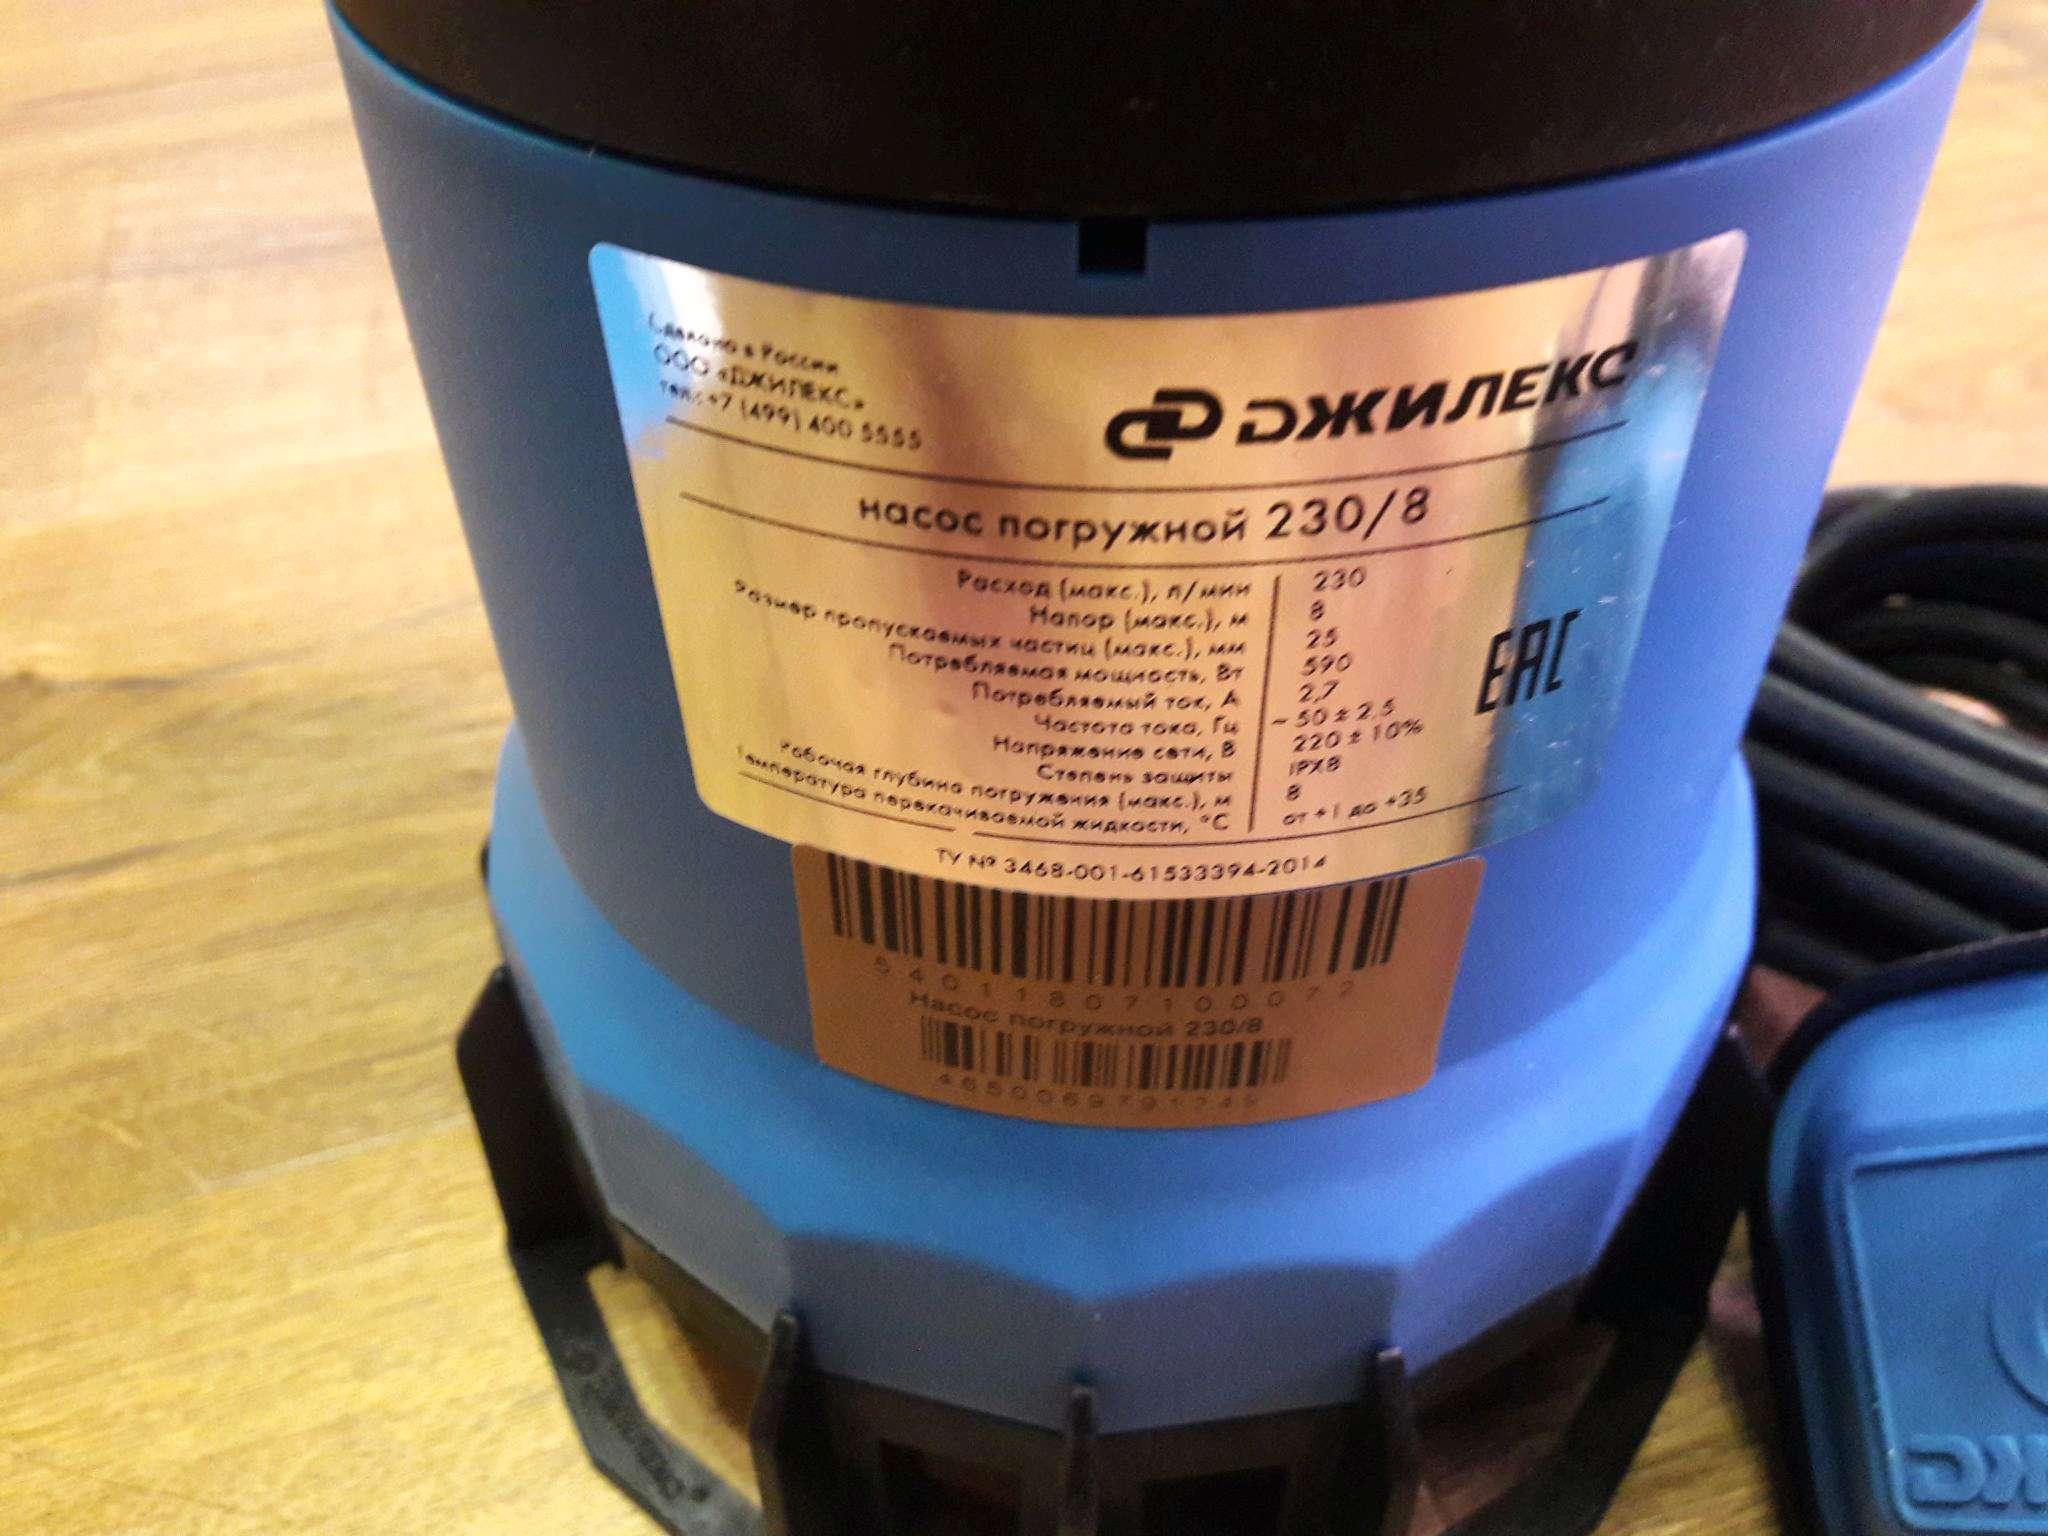 Сделано в России
ООО «ДЖИЛЕКС»
тел.: +7 (499) 400 5555
ДЖИЛЕКС
насос погружной 230/8
Расход (макс.), л/мин 230
Напор (макс.), м 8
Размер пропускаемых частиц (макс.), мм 25
Потребляемая мощность, Вт 590
Потребляемый ток, А 2,7
Частота тока, Гц ~ 50 ± 2,5
Напряжение сети, В 220 ± 10%
Степень защиты IPX8
Рабочая глубина погружения (макс.), м 8
Температура перекачиваемой жидкости, °С от +1 до +35
EAC
ТУ № 3468-001-61533394-2014
54011807100072
Насос погружной 230/8
4650069791745